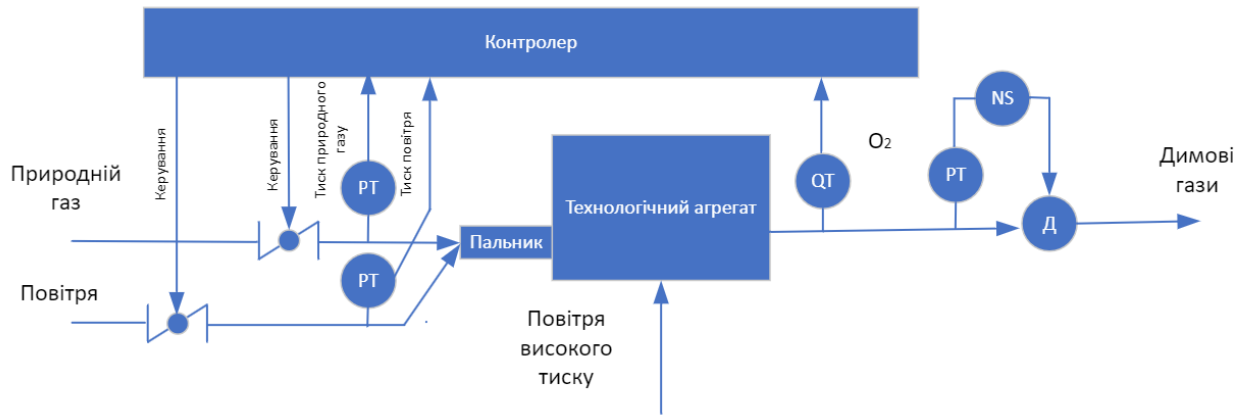 Контролер
Керування
Керування
Тиск природного
газу
Тиск повітря
NS
O2
Природній
газ
PT
QT
PT
Димові
гази
Технологічний агрегат
Д
Пальник
PT
Повітря
Повітря
високого
тиску